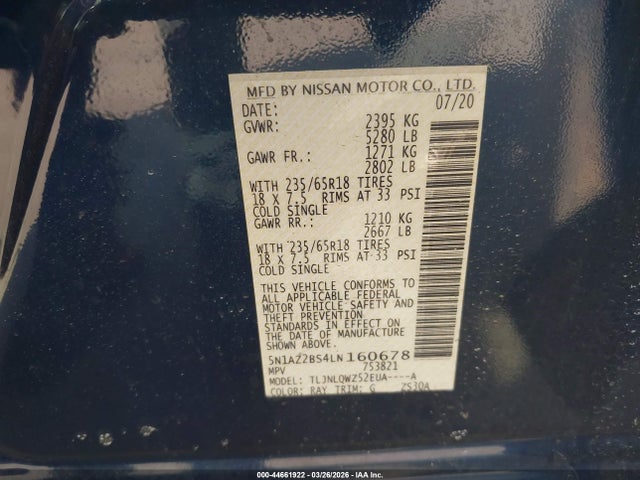 MFD BY NISSAN MOTOR CO., LTD.
DATE: 07/20
GVWR: 2395 KG
5280 LB
GAWR FR.: 1271 KG
2802 LB
WITH 235/65R18 TIRES
18 X 7.5 RIMS AT 33 PSI
COLD SINGLE
GAWR RR.: 1210 KG
2667 LB
WITH 235/65R18 TIRES
18 X 7.5 RIMS AT 33 PSI
COLD SINGLE
THIS VEHICLE CONFORMS TO
ALL APPLICABLE FEDERAL
MOTOR VEHICLE SAFETY AND
THEFT PREVENTION
STANDARDS IN EFFECT ON
THE DATE OF MANUFACTURE
SHOWN ABOVE.
5N1AZ2BS4LN160678
MPV 753821
MODEL: TLJNLQWZ52EUA----A
COLOR: RAY TRIM: G ZS30A
000-44661922 - 03/26/2026 - IAA Inc.